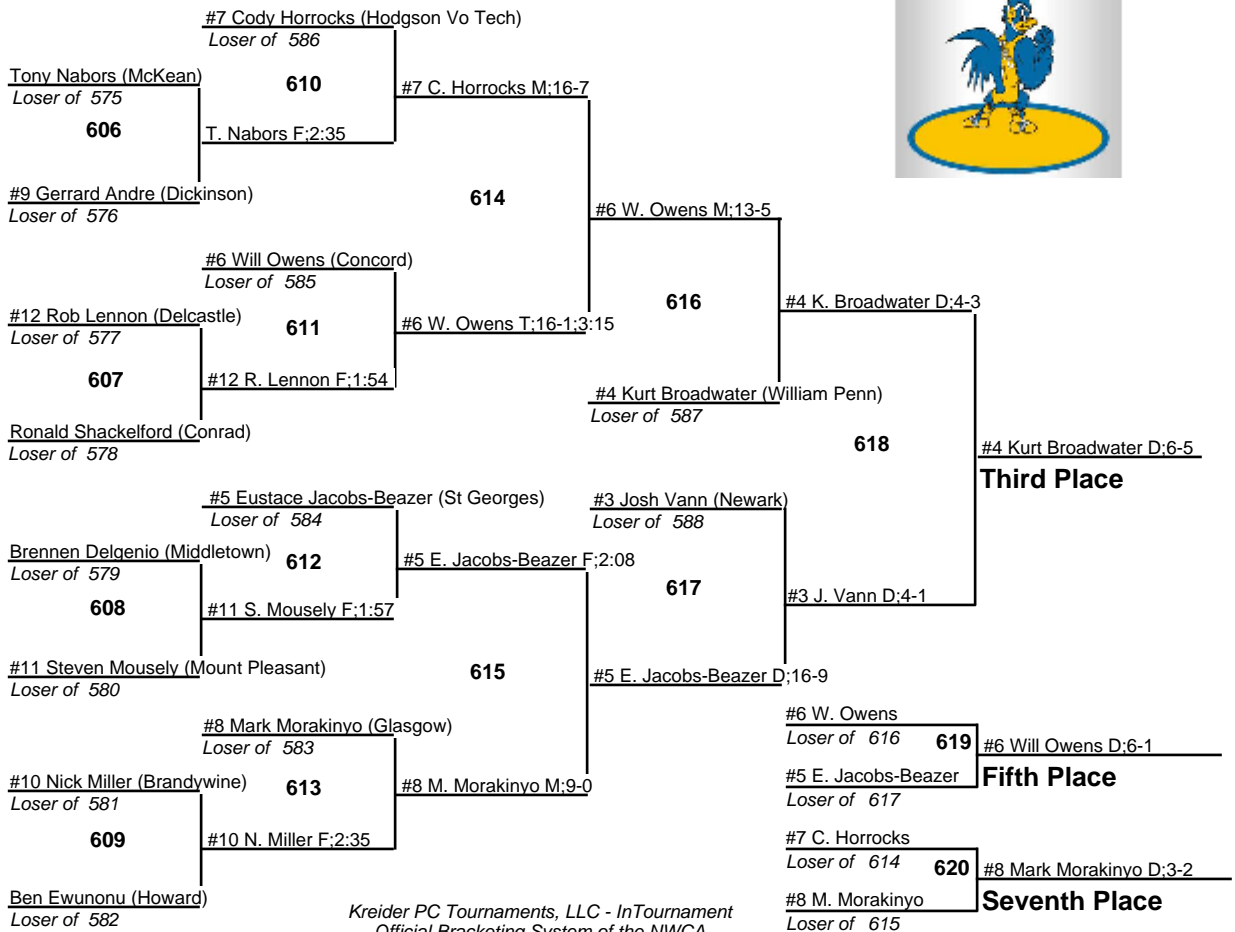 #7 Cody Horrocks (Hodgson Vo Tech)
Loser of 586
Tony Nabors (McKean)
Loser of 575
610
#7 C. Horrocks M;16-7
606
T. Nabors F;2:35
#9 Gerrard Andre (Dickinson)
Loser of 576
614
#6 W. Owens M;13-5
#6 Will Owens (Concord)
Loser of 585
#12 Rob Lennon (Delcastle)
Loser of 577
611
#6 W. Owens T;16-1;3:15
616
#4 K. Broadwater D;4-3
607
#12 R. Lennon F;1:54
#4 Kurt Broadwater (William Penn)
Loser of 587
Ronald Shackelford (Conrad)
Loser of 578
618
#4 Kurt Broadwater D;6-5
Third Place
#5 Eustace Jacobs-Beazer (St Georges)
Loser of 584
#3 Josh Vann (Newark)
Loser of 588
Brennen Delgenio (Middletown)
Loser of 579
612
#5 E. Jacobs-Beazer F;2:08
617
#3 J. Vann D;4-1
608
#11 S. Mousely F;1:57
#11 Steven Mousely (Mount Pleasant)
Loser of 580
615
#5 E. Jacobs-Beazer D;16-9
#8 Mark Morakinyo (Glasgow)
Loser of 583
#6 W. Owens
Loser of 616
619
#6 Will Owens D;6-1
Fifth Place
#10 Nick Miller (Brandywine)
Loser of 581
613
#8 M. Morakinyo M;9-0
#5 E. Jacobs-Beazer
Loser of 617
609
#10 N. Miller F;2:35
#7 C. Horrocks
Loser of 614
620
#8 Mark Morakinyo D;3-2
Seventh Place
Ben Ewunonu (Howard)
Loser of 582
#8 M. Morakinyo
Loser of 615
Kreider PC Tournaments, LLC - InTournament
Official Bracketing System of the NWCA